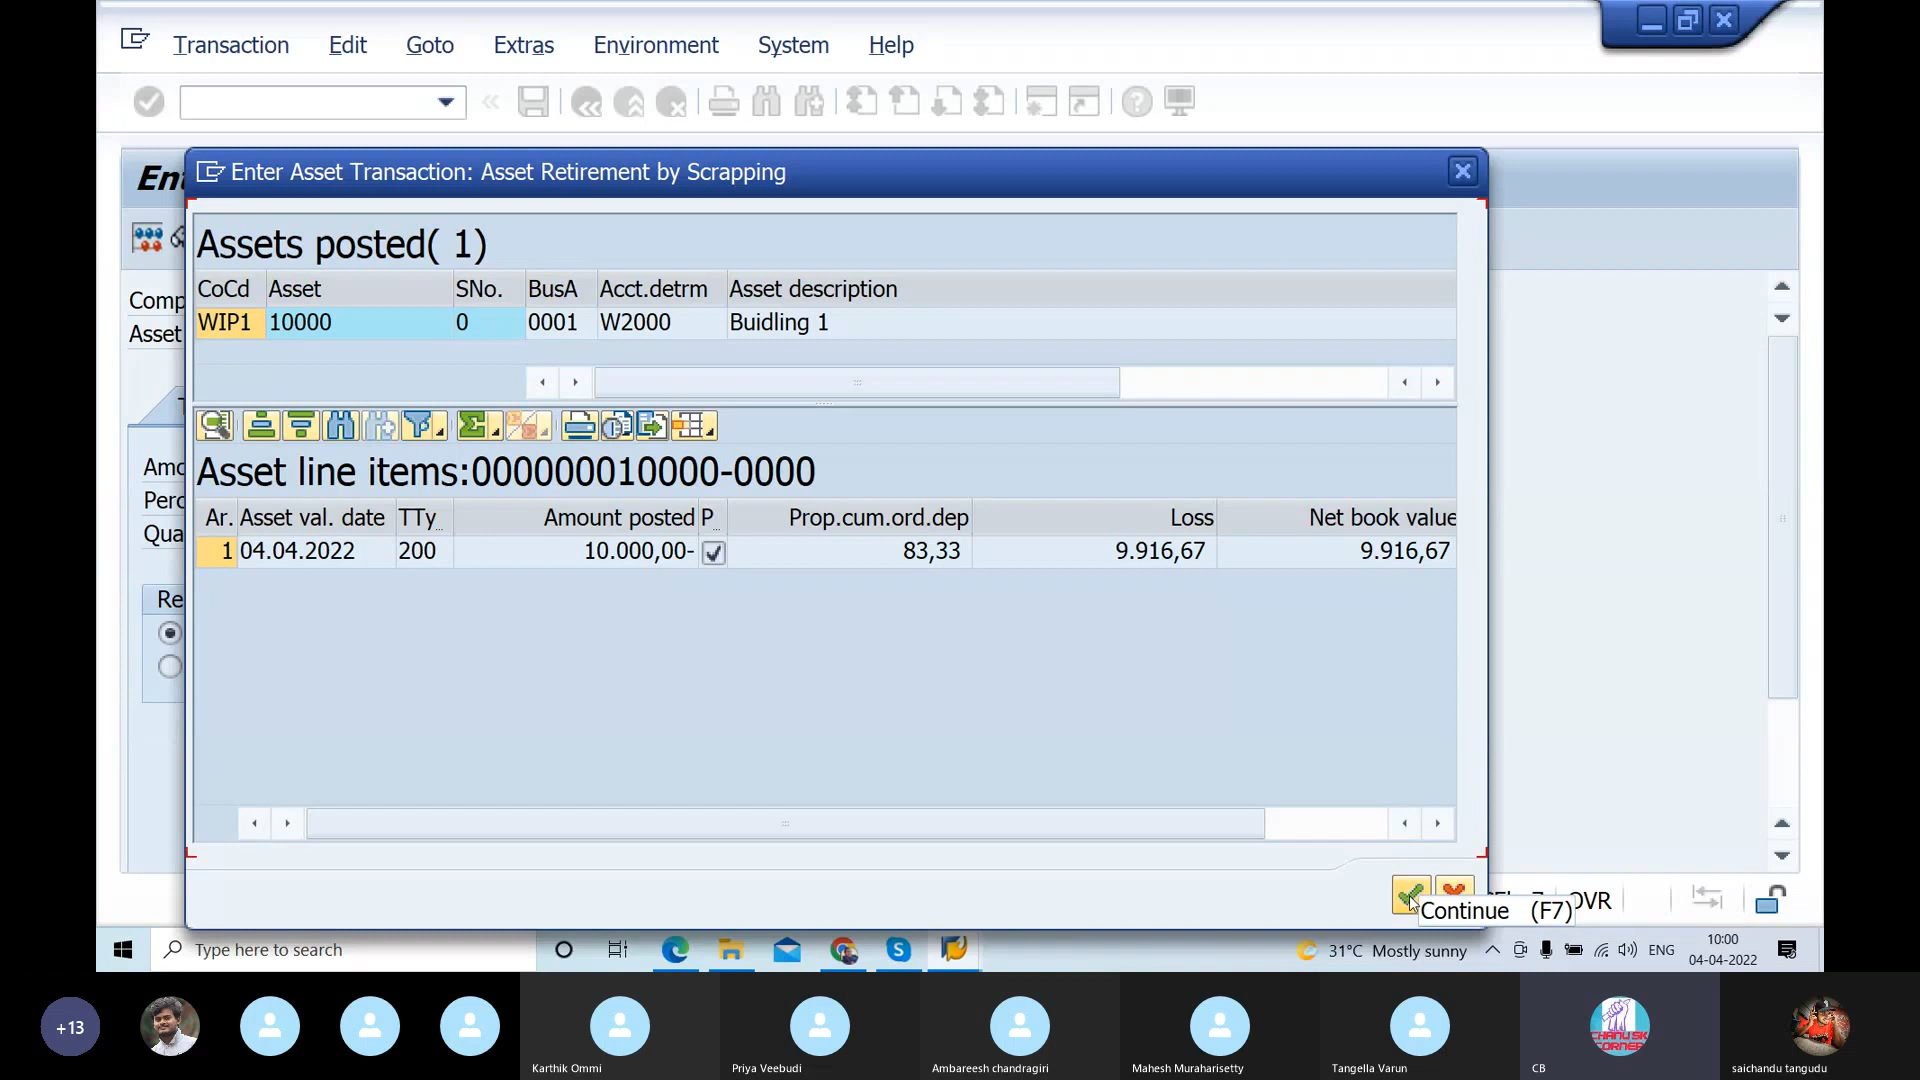 Transaction Edit Goto Extras Environment System Help
Enter Asset Transaction: Asset Retirement by Scrapping
Assets posted( 1)
CoCd Asset SNo. BusA Acct.detrm Asset description
WIP1 10000 0 0001 W2000 Buidling 1
Comp
Asset
Asset line items:000000010000-0000
Ar. Asset val. date TTy Amount posted P Prop.cum.ord.dep Loss Net book value
1 04.04.2022 200 10.000,00- 83,33 9.916,67 9.916,67
Amo
Perc
Qua
Re
Continue (F7)
OVR
Type here to search
31°C Mostly sunny
ENG
10:00
04-04-2022
+13
Karthik Ommi
Priya Veebudi
Ambareesh chandragiri
Mahesh Muraharisetty
Tangella Varun
CB
saichandu tangudu